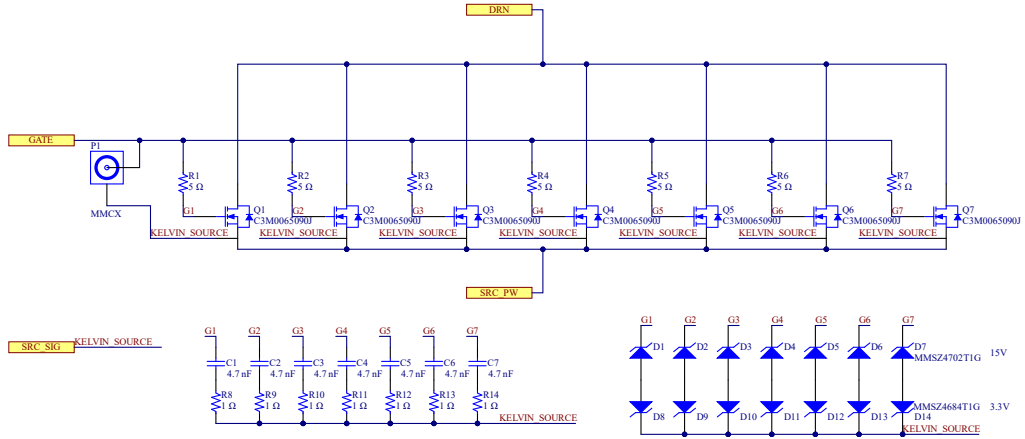 DRN
GATE
P1
MMCX
R1
5 Ω
R2
5 Ω
R3
5 Ω
R4
5 Ω
R5
5 Ω
R6
5 Ω
R7
5 Ω
G1
Q1
C3M0065090J
KELVIN_SOURCE
G2
Q2
C3M0065090J
KELVIN_SOURCE
G3
Q3
C3M0065090J
KELVIN_SOURCE
G4
Q4
C3M0065090J
KELVIN_SOURCE
G5
Q5
C3M0065090J
KELVIN_SOURCE
G6
Q6
C3M0065090J
KELVIN_SOURCE
G7
Q7
C3M0065090J
KELVIN_SOURCE
SRC_PW
SRC_SIG
KELVIN_SOURCE
G1
G2
G3
G4
G5
G6
G7
C1
4.7 nF
C2
4.7 nF
C3
4.7 nF
C4
4.7 nF
C5
4.7 nF
C6
4.7 nF
C7
4.7 nF
R8
1 Ω
R9
1 Ω
R10
1 Ω
R11
1 Ω
R12
1 Ω
R13
1 Ω
R14
1 Ω
KELVIN_SOURCE
G1
G2
G3
G4
G5
G6
G7
D1
D2
D3
D4
D5
D6
D7
MMSZ4702T1G
15V
MMSZ4684T1G
3.3V
D8
D9
D10
D11
D12
D13
D14
KELVIN_SOURCE